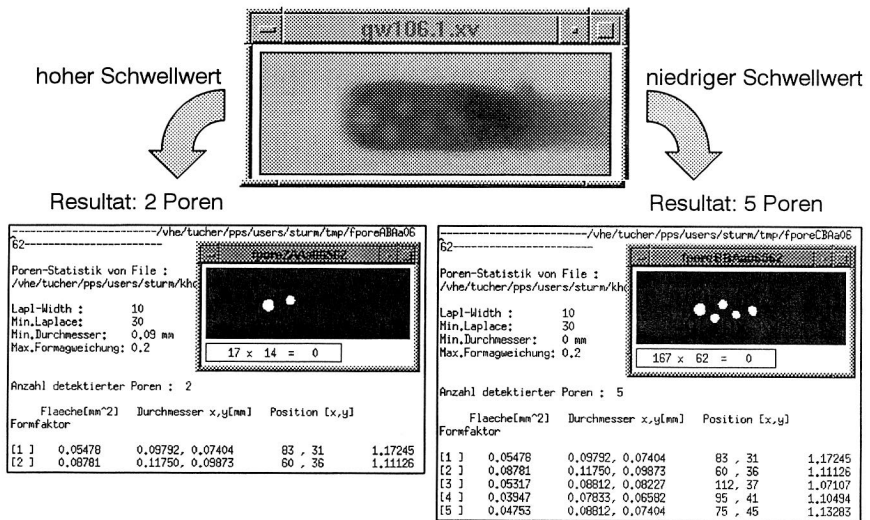 gw106.1.xv
hoher Schwellwert
niedriger Schwellwert
Resultat: 2 Poren
Resultat: 5 Poren
-----------------------/vhe/tucher/pps/users/sturm/tmp/fporeABAa06
62-----------------------
Poren-Statistik von File :
/vhe/tucher/pps/users/sturm/kho
Lapl-Width : 10
Min.Laplace: 30
Min.Durchmesser: 0,09 mm
Max.Formagweichung: 0.2
17 x 14 = 0
Anzahl detektierter Poren : 2
Flaeche[mm^2] Durchmesser x,y[mm] Position [x,y]
Formfaktor
[1 ] 0.05478 0.09792, 0.07404 83 , 31 1.17245
[2 ] 0.08781 0.11750, 0.09873 60 , 36 1.11126
-----------------------/vhe/tucher/pps/users/sturm/tmp/fporeCBAa06
62-----------------------
Poren-Statistik von File :
/vhe/tucher/pps/users/sturm/kho
Lapl-Width : 10
Min.Laplace: 30
Min.Durchmesser: 0 mm
Max.Formagweichung: 0.2
167 x 62 = 0
Anzahl detektierter Poren : 5
Flaeche[mm^2] Durchmesser x,y[mm] Position [x,y]
Formfaktor
[1 ] 0.05478 0.09792, 0.07404 83 , 31 1.17245
[2 ] 0.08781 0.11750, 0.09873 60 , 36 1.11126
[3 ] 0.05317 0.08812, 0.08227 112, 37 1.07107
[4 ] 0.03947 0.07833, 0.06582 95 , 41 1.10494
[5 ] 0.04753 0.08812, 0.07404 75 , 45 1.13283